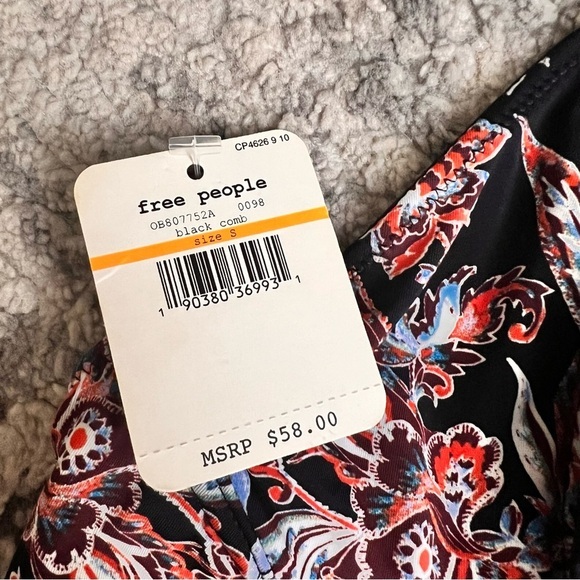 CP4626 9 10
free people
OB807752A 0098
black comb
size S
1 90380 36993 1
MSRP $58.00